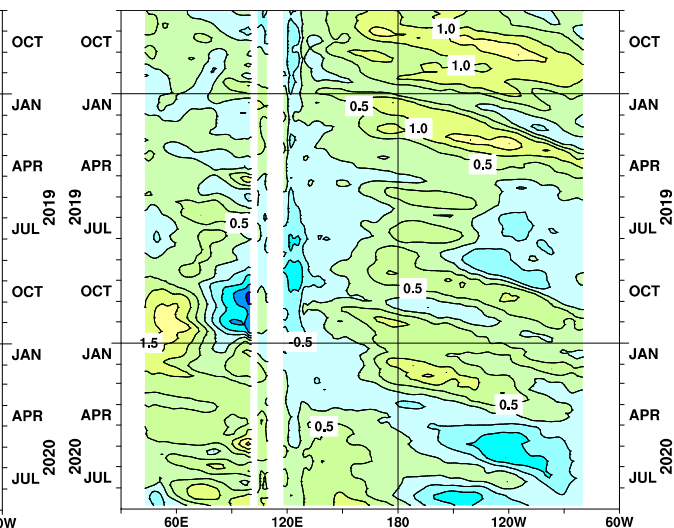 OCT OCT 1.0 OCT
1.0
JAN JAN 0.5 JAN
1.0
APR APR 0.5 APR
2019 2019 2019
JUL JUL 0.5 JUL
OCT OCT 0.5 OCT
1.5 -0.5
JAN JAN JAN
0.5
APR APR 0.5 APR
2020 2020 2020
JUL JUL JUL
0W 60E 120E 180 120W 60W